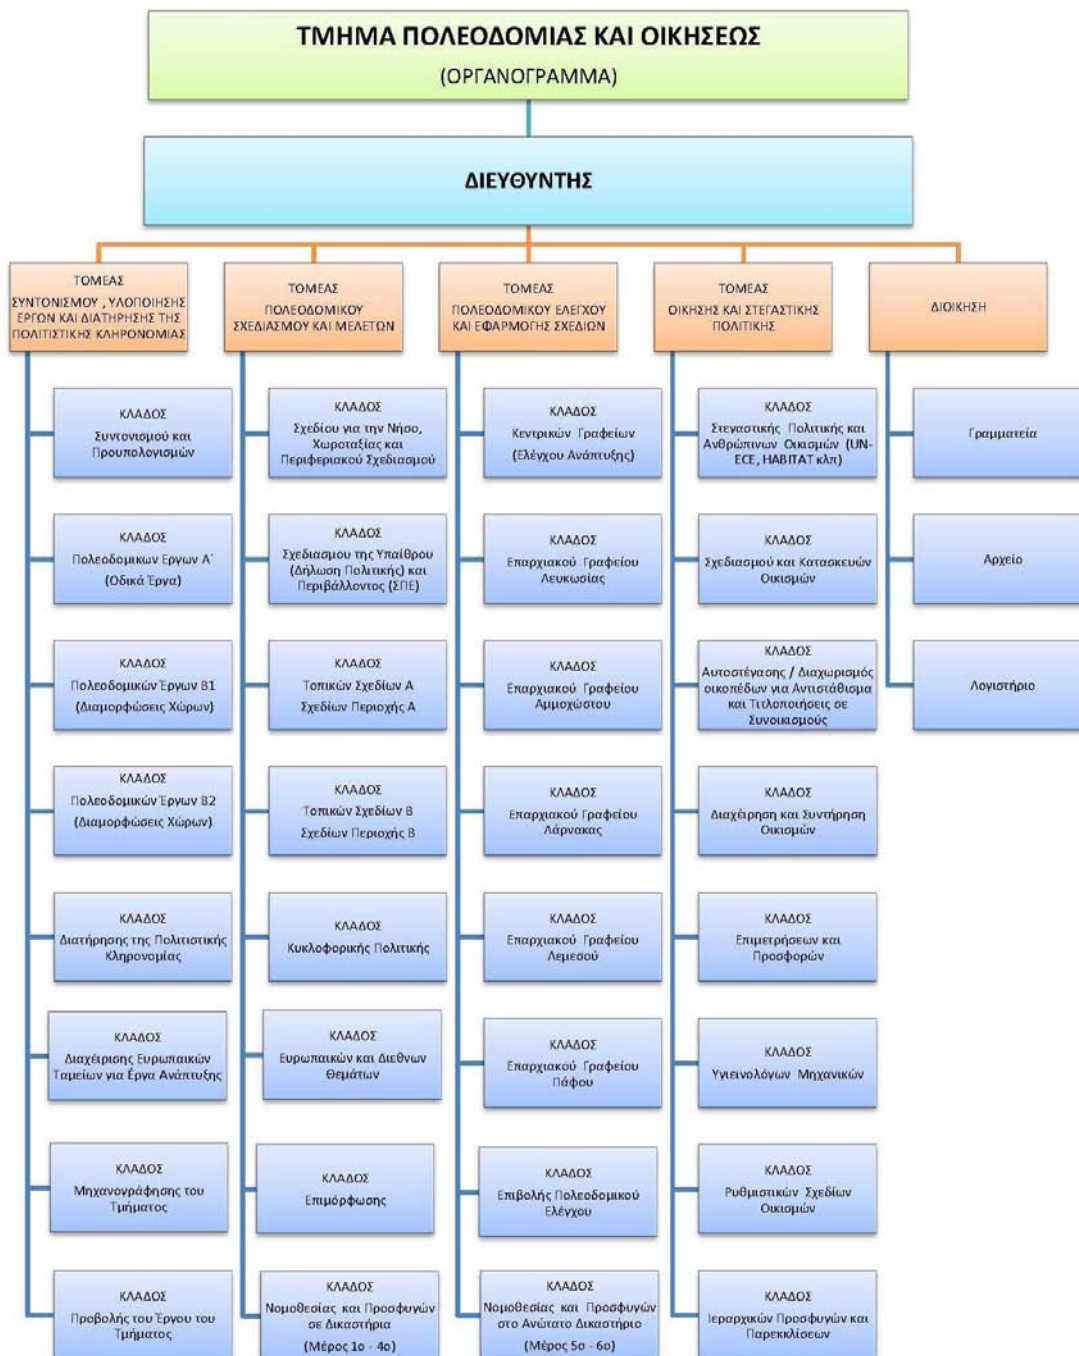 ΤΜΗΜΑ ΠΟΛΕΟΔΟΜΙΑΣ ΚΑΙ ΟΙΚΗΣΕΩΣ
(ΟΡΓΑΝΟΓΡΑΜΜΑ)
ΔΙΕΥΘΥΝΤΗΣ
ΤΟΜΕΑΣ
ΣΥΝΤΟΝΙΣΜΟΥ , ΥΛΟΠΟΙΗΣΗΣ
ΕΡΓΩΝ ΚΑΙ ΔΙΑΤΗΡΗΣΗΣ ΤΗΣ
ΠΟΛΙΤΙΣΤΙΚΗΣ ΚΛΗΡΟΝΟΜΙΑΣ
ΚΛΑΔΟΣ
Συντονισμού και
Προυπολογισμών
ΚΛΑΔΟΣ
Πολεοδομικων Εργων Α΄
(Οδικά Έργα)
ΚΛΑΔΟΣ
Πολεοδομικών Έργων Β1
(Διαμορφώσεις Χώρων)
ΚΛΑΔΟΣ
Πολεοδομικών Έργων Β2
(Διαμορφώσεις Χώρων)
ΚΛΑΔΟΣ
Διατήρησης της Πολιτιστικής
Κληρονομίας
ΚΛΑΔΟΣ
Διαχείρισης Ευρωπαικών
Ταμείων για Έργα Ανάπτυξης
ΚΛΑΔΟΣ
Μηχανογράφησης του
Τμήματος
ΚΛΑΔΟΣ
Προβολής του Έργου του
Τμήματος
ΤΟΜΕΑΣ
ΠΟΛΕΟΔΟΜΙΚΟΥ
ΣΧΕΔΙΑΣΜΟΥ ΚΑΙ ΜΕΛΕΤΩΝ
ΚΛΑΔΟΣ
Σχεδίου για την Νήσο,
Χωροταξίας και
Περιφεριακού Σχεδιασμού
ΚΛΑΔΟΣ
Σχεδιασμου της Υπαίθρου
(Δήλωση Πολιτικής) και
Περιβάλλοντος (ΣΠΕ)
ΚΛΑΔΟΣ
Τοπικών Σχεδίων Α
Σχεδίων Περιοχής Α
ΚΛΑΔΟΣ
Τοπικών Σχεδίων Β
Σχεδίων Περιοχής Β
ΚΛΑΔΟΣ
Κυκλοφορικής Πολιτικής
ΚΛΑΔΟΣ
Ευρωπαικών και Διεθνων
Θεμάτων
ΚΛΑΔΟΣ
Επιμόρφωσης
ΚΛΑΔΟΣ
Νομοθεσίας και Προσφυγών
σε Δικαστήρια
(Μέρος 1ο - 4ο)
ΤΟΜΕΑΣ
ΠΟΛΕΟΔΟΜΙΚΟΥ ΕΛΕΓΧΟΥ
ΚΑΙ ΕΦΑΡΜΟΓΗΣ ΣΧΕΔΙΩΝ
ΚΛΑΔΟΣ
Κεντρικών Γραφείων
(Ελέγχου Ανάπτυξης)
ΚΛΑΔΟΣ
Επαρχιακού Γραφείου
Λευκωσίας
ΚΛΑΔΟΣ
Επαρχιακού Γραφείου
Αμμοχώστου
ΚΛΑΔΟΣ
Επαρχιακού Γραφείου
Λάρνακας
ΚΛΑΔΟΣ
Επαρχιακού Γραφείου
Λεμεσού
ΚΛΑΔΟΣ
Επαρχιακού Γραφείου
Πάφου
ΚΛΑΔΟΣ
Επιβολής Πολεοδομικού
Ελέγχου
ΚΛΑΔΟΣ
Νομοθεσίας και Προσφυγών
στο Ανώτατο Δικαστήριο
(Μέρος 5ο - 6ο)
ΤΟΜΕΑΣ
ΟΙΚΗΣΗΣ ΚΑΙ ΣΤΕΓΑΣΤΙΚΗΣ
ΠΟΛΙΤΙΚΗΣ
ΚΛΑΔΟΣ
Στεγαστικής Πολιτικής και
Ανθρώπινων Οικισμών (UN-
ECE, HABITAT κλπ)
ΚΛΑΔΟΣ
Σχεδιασμού και Κατασκευών
Οικισμών
ΚΛΑΔΟΣ
Αυτοστέγασης / Διαχωρισμός
οικοπέδων για Αντιστάθισμα
και Τιτλοποιήσεις σε
Συνοικισμούς
ΚΛΑΔΟΣ
Διαχείρηση και Συντήρηση
Οικισμών
ΚΛΑΔΟΣ
Επιμετρήσεων και
Προσφορών
ΚΛΑΔΟΣ
Υγιεινολόγων Μηχανικών
ΚΛΑΔΟΣ
Ρυθμιστικών Σχεδίων
Οικισμών
ΚΛΑΔΟΣ
Ιεραρχικών Προσφυγών και
Παρεκκλίσεων
ΔΙΟΙΚΗΣΗ
Γραμματεία
Αρχείο
Λογιστήριο